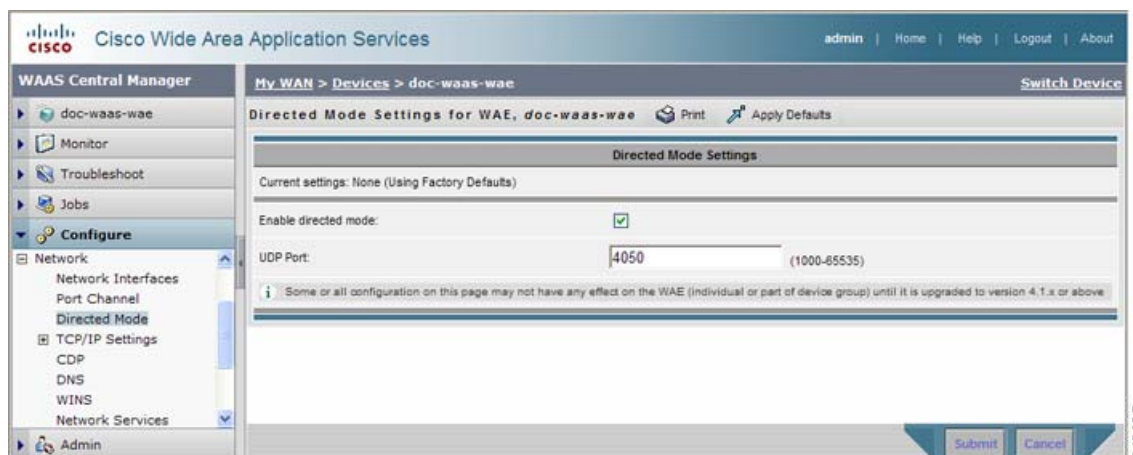 CISCO Cisco Wide Area Application Services
admin | Home | Help | Logout | About
WAAS Central Manager
My WAN > Devices > doc-waas-wae
Switch Device
doc-waas-wae
Monitor
Troubleshoot
Jobs
Configure
Network
Network Interfaces
Port Channel
Directed Mode
TCP/IP Settings
CDP
DNS
WINS
Network Services
Admin
Directed Mode Settings for WAE, doc-waas-wae Print Apply Defaults
Directed Mode Settings
Current settings: None (Using Factory Defaults)
Enable directed mode:
UDP Port: 4050 (1000-65535)
Some or all configuration on this page may not have any effect on the WAE (individual or part of device group) until it is upgraded to version 4.1.x or above
Submit Cancel